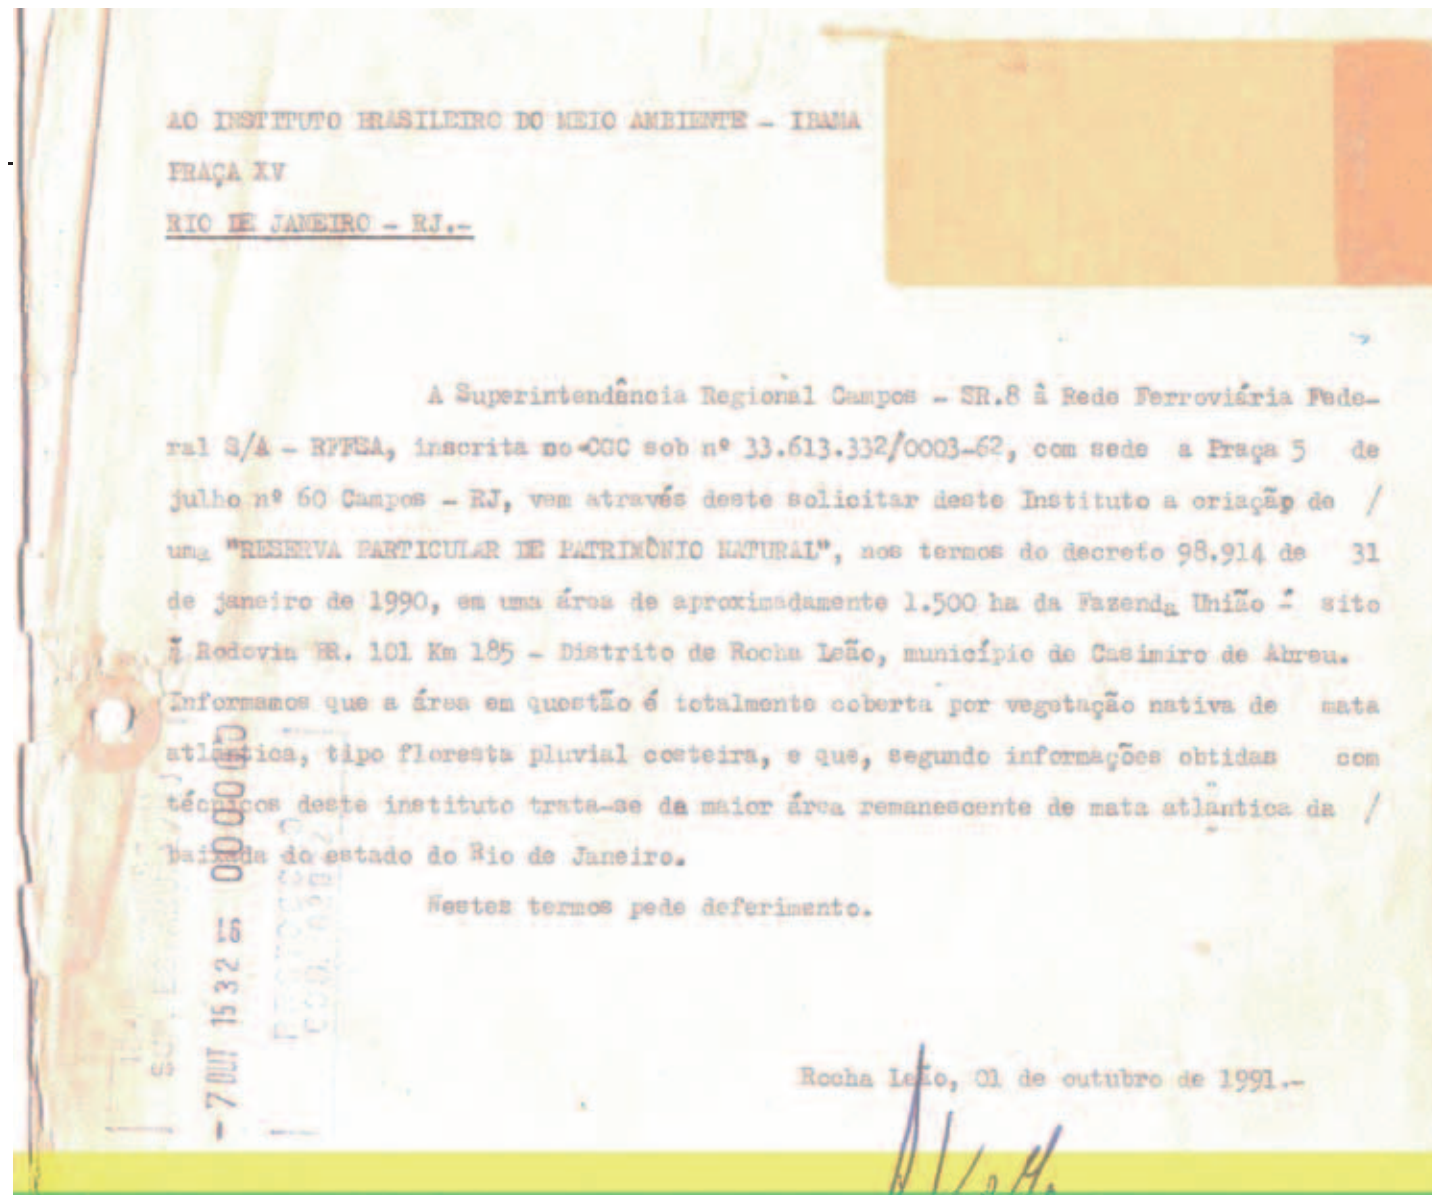 AO INSTITUTO BRASILEIRO DO MEIO AMBIENTE - IBAMA
PRAÇA XV
RIO DE JANEIRO - RJ.-
A Superintendência Regional Campos - SR.8 à Rede Ferroviária Fede-
ral S/A - RFFSA, inscrita no CGC sob nº 33.613.332/0003-62, com sede a Praça 5 de
julho nº 60 Campos - RJ, vem através deste solicitar deste Instituto a criação de /
uma "RESERVA PARTICULAR DE PATRIMÔNIO NATURAL", nos termos do decreto 98.914 de 31
de janeiro de 1990, em uma área de aproximadamente 1.500 ha da Fazenda União - sito
à Rodovia BR. 101 Km 185 - Distrito de Rocha Leão, município de Casimiro de Abreu.
Informamos que a área em questão é totalmente coberta por vegetação nativa de mata
atlântica, tipo floresta pluvial costeira, e que, segundo informações obtidas com
técnicos deste instituto trata-se da maior área remanescente de mata atlântica da /
baixada do estado do Rio de Janeiro.
Nestes termos pede deferimento.
Rocha Leão, 01 de outubro de 1991.-
-7 OUT 1532 00000